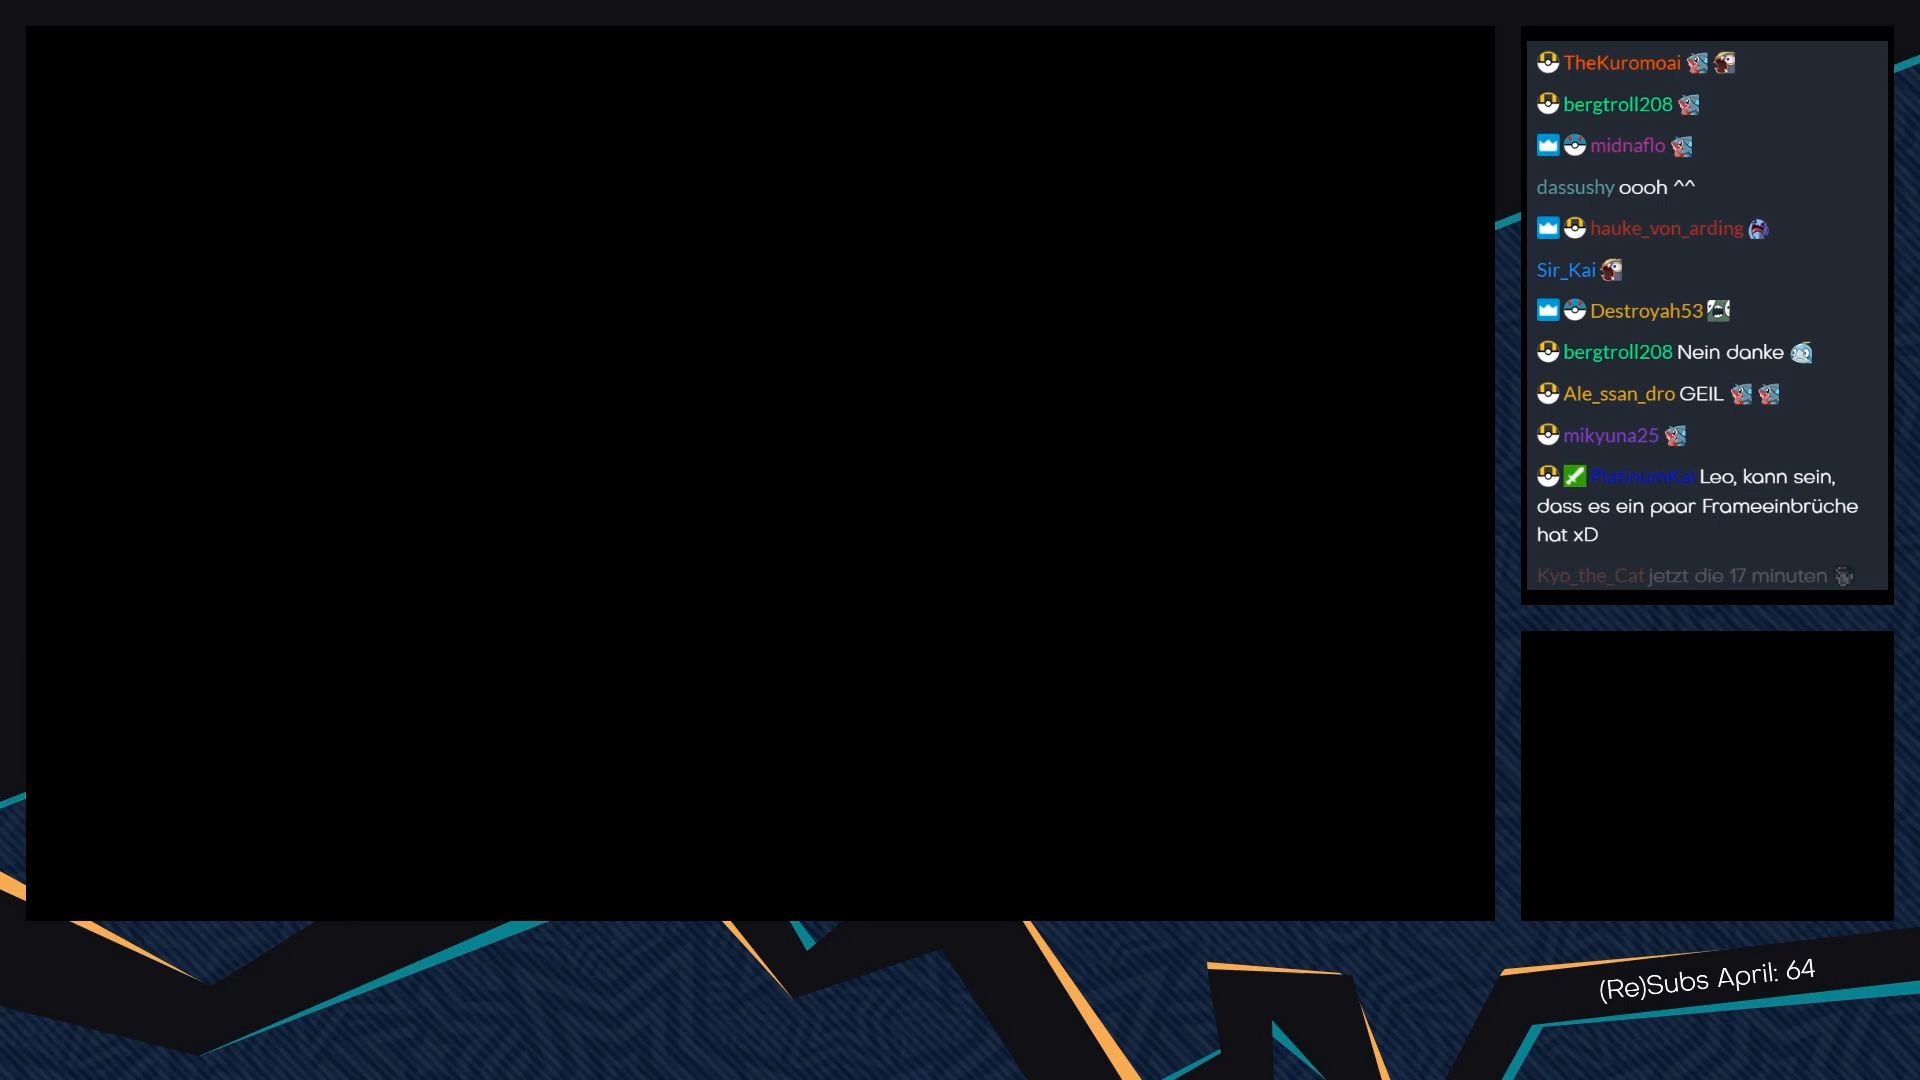 TheKuromoai
bergtroll208
midnaflo
dassushy oooh ^^
hauke_von_arding
Sir_Kai
Destroyah53
bergtroll208 Nein danke
Ale_ssan_dro GEIL
mikyuna25
PlatinumKai Leo, kann sein,
dass es ein paar Frameeinbrüche
hat xD
Kyo_the_Cat jetzt die 17 minuten
(Re)Subs April: 64